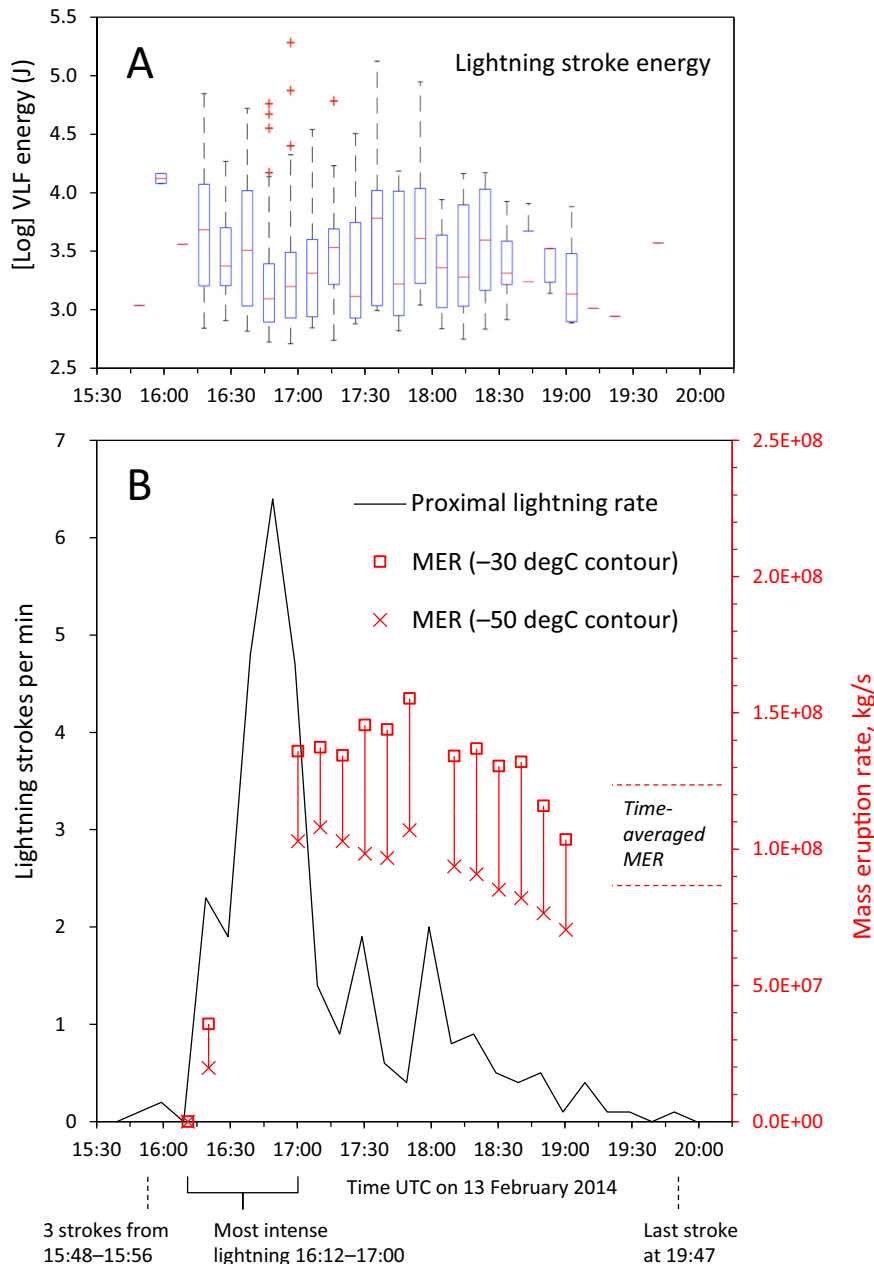 A
Lightning stroke energy
[Log] VLF energy (J)
5.5
5.0
4.5
4.0
3.5
3.0
2.5
15:30 16:00 16:30 17:00 17:30 18:00 18:30 19:00 19:30 20:00
B
Proximal lightning rate
MER (–30 degC contour)
MER (–50 degC contour)
Lightning strokes per min
7
6
5
4
3
2
1
0
Mass eruption rate, kg/s
2.5E+08
2.0E+08
1.5E+08
1.0E+08
5.0E+07
0.0E+00
Time-
averaged
MER
15:30 16:00 16:30 17:00 17:30 18:00 18:30 19:00 19:30 20:00
Time UTC on 13 February 2014
3 strokes from
15:48–15:56
Most intense
lightning 16:12–17:00
Last stroke
at 19:47